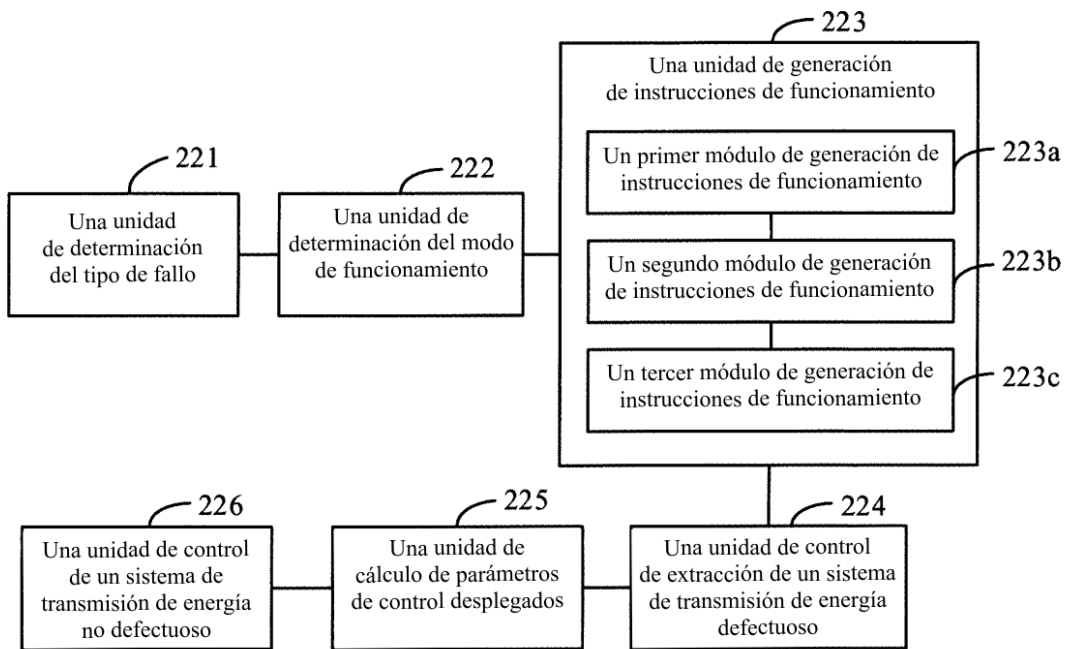 223
Una unidad de generación
de instrucciones de funcionamiento
Un primer módulo de generación de
instrucciones de funcionamiento
223a
Un segundo módulo de generación
de instrucciones de funcionamiento
223b
Un tercer módulo de generación de
instrucciones de funcionamiento
223c
221
Una unidad
de determinación
del tipo de fallo
222
Una unidad de
determinación del modo
de funcionamiento
226
Una unidad de control
de un sistema de
transmisión de energía
no defectuoso
225
Una unidad de
cálculo de parámetros
de control desplegados
224
Una unidad de control
de extracción de un sistema
de transmisión de energía
defectuoso